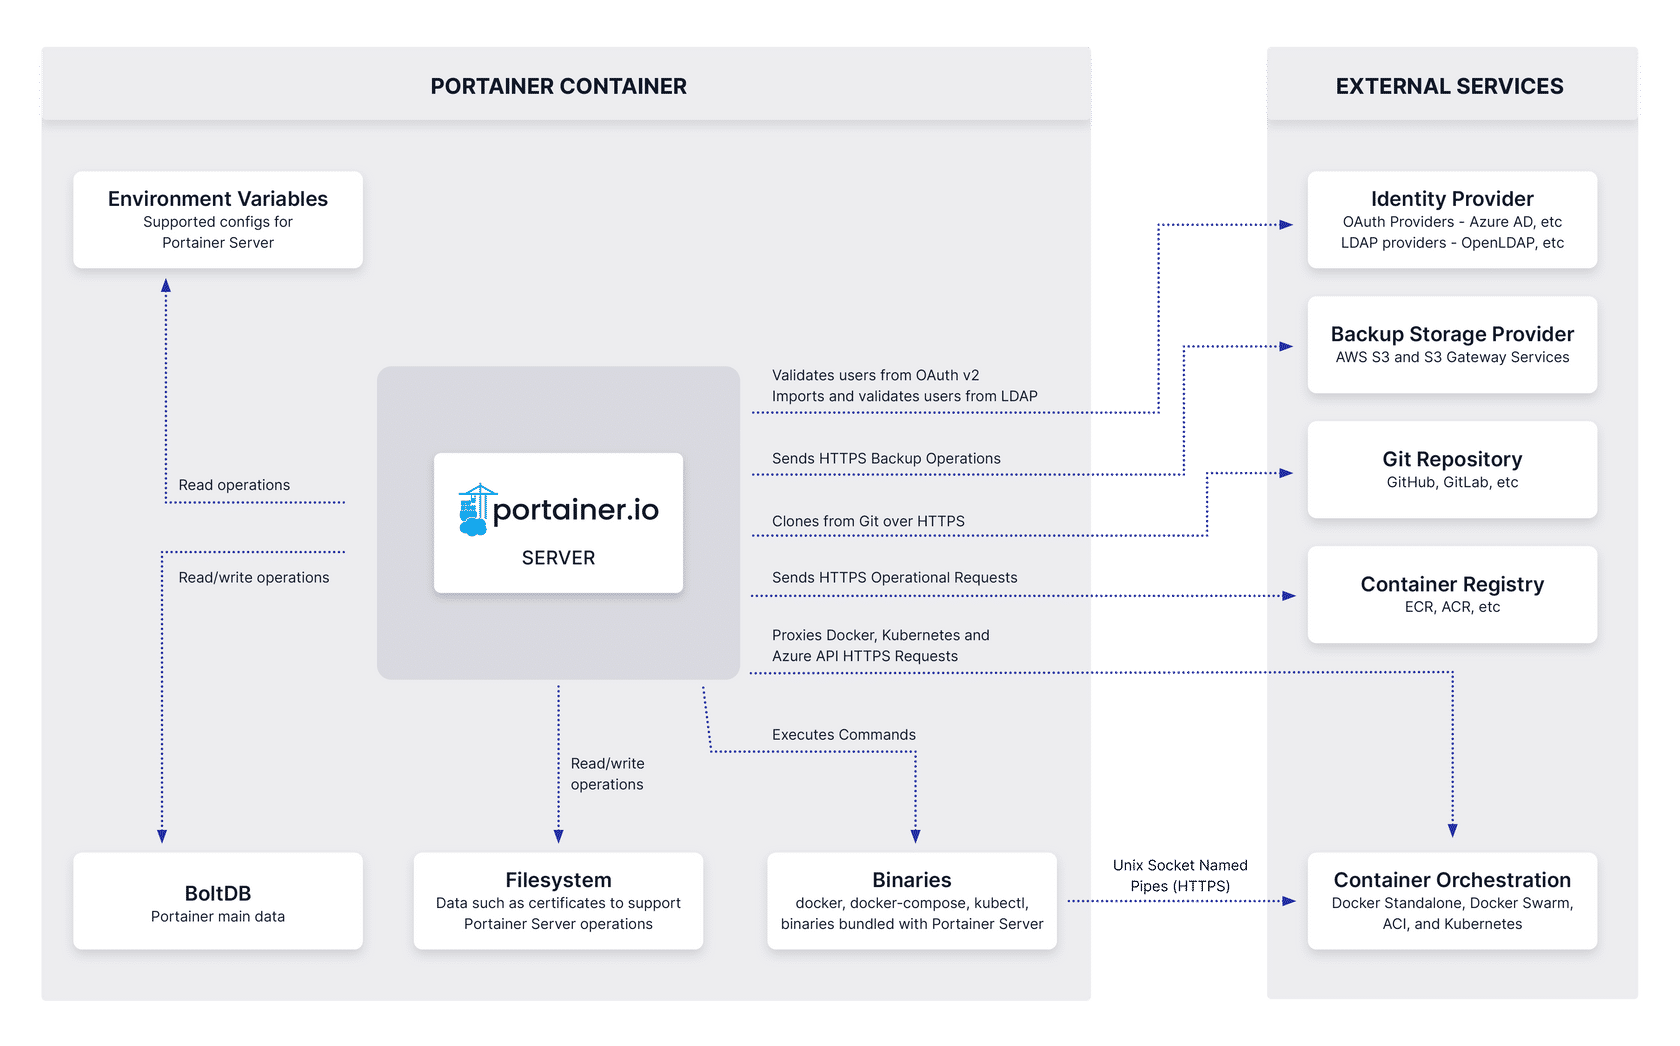 PORTAINER CONTAINER
EXTERNAL SERVICES
Environment Variables
Supported configs for
Portainer Server
Identity Provider
OAuth Providers - Azure AD, etc
LDAP providers - OpenLDAP, etc
Backup Storage Provider
AWS S3 and S3 Gateway Services
Validates users from OAuth v2
Imports and validates users from LDAP
Sends HTTPS Backup Operations
Git Repository
GitHub, GitLab, etc
Read operations
portainer.io
SERVER
Clones from Git over HTTPS
Read/write operations
Sends HTTPS Operational Requests
Container Registry
ECR, ACR, etc
Proxies Docker, Kubernetes and
Azure API HTTPS Requests
Executes Commands
Read/write
operations
BoltDB
Portainer main data
Filesystem
Data such as certificates to support
Portainer Server operations
Binaries
docker, docker-compose, kubectl,
binaries bundled with Portainer Server
Unix Socket Named
Pipes (HTTPS)
Container Orchestration
Docker Standalone, Docker Swarm,
ACI, and Kubernetes